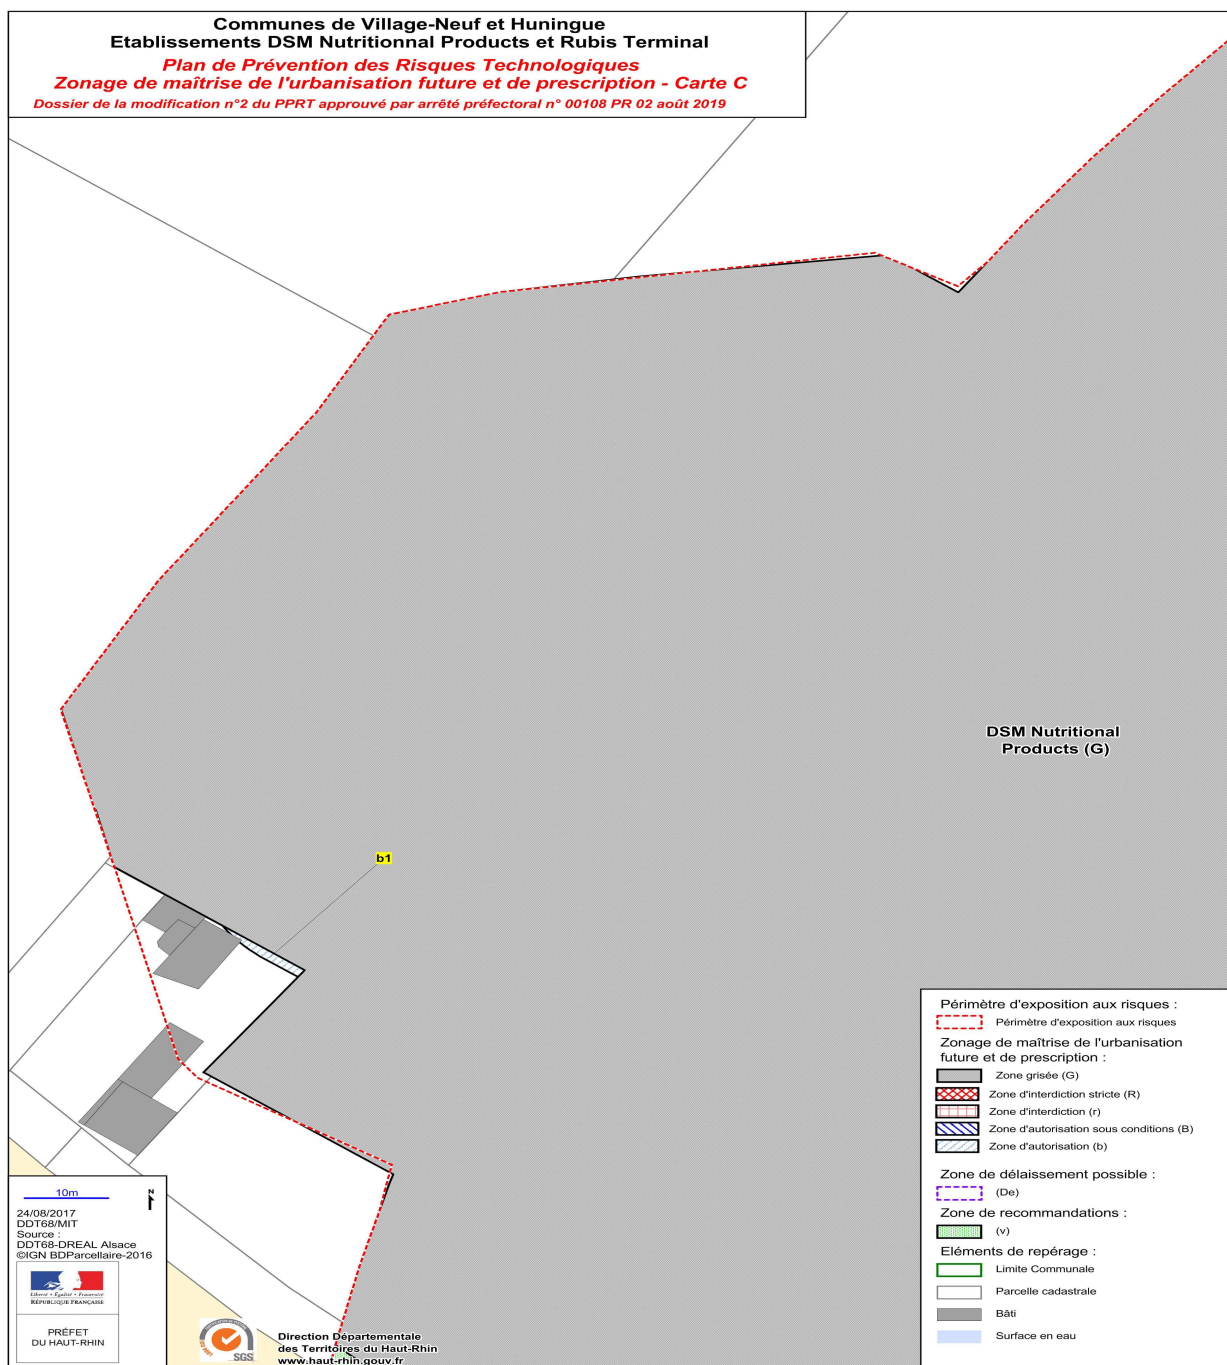 Communes de Village-Neuf et Huningue
Etablissements DSM Nutritionnal Products et Rubis Terminal
Plan de Prévention des Risques Technologiques
Zonage de maîtrise de l'urbanisation future et de prescription - Carte C
Dossier de la modification n°2 du PPRT approuvé par arrêté préfectoral n° 00108 PR 02 août 2019
DSM Nutritional
Products (G)
b1
Périmètre d'exposition aux risques :
Périmètre d'exposition aux risques
Zonage de maîtrise de l'urbanisation
future et de prescription :
Zone grisée (G)
Zone d'interdiction stricte (R)
Zone d'interdiction (r)
Zone d'autorisation sous conditions (B)
Zone d'autorisation (b)
Zone de délaissement possible :
(De)
Zone de recommandations :
(v)
Eléments de repérage :
Limite Communale
Parcelle cadastrale
Bâti
Surface en eau
10m
N
24/08/2017
DDT68/MIT
Source :
DDT68-DREAL Alsace
©IGN BDParcellaire-2016
Liberté • Égalité • Fraternité
RÉPUBLIQUE FRANÇAISE
PRÉFET
DU HAUT-RHIN
ISO 9001
SGS
Direction Départementale
des Territoires du Haut-Rhin
www.haut-rhin.gouv.fr